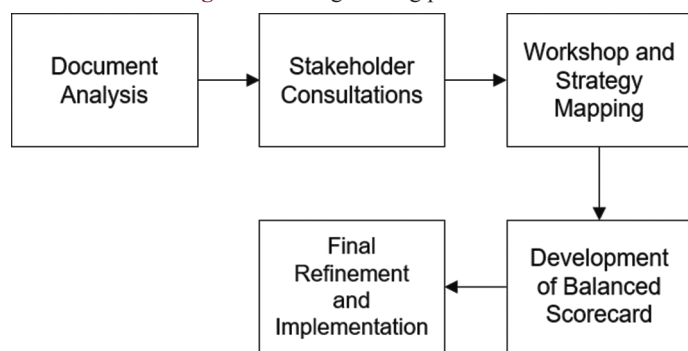 Document
Analysis
Stakeholder
Consultations
Workshop and
Strategy
Mapping
Development
of Balanced
Scorecard
Final
Refinement
and
Implementation